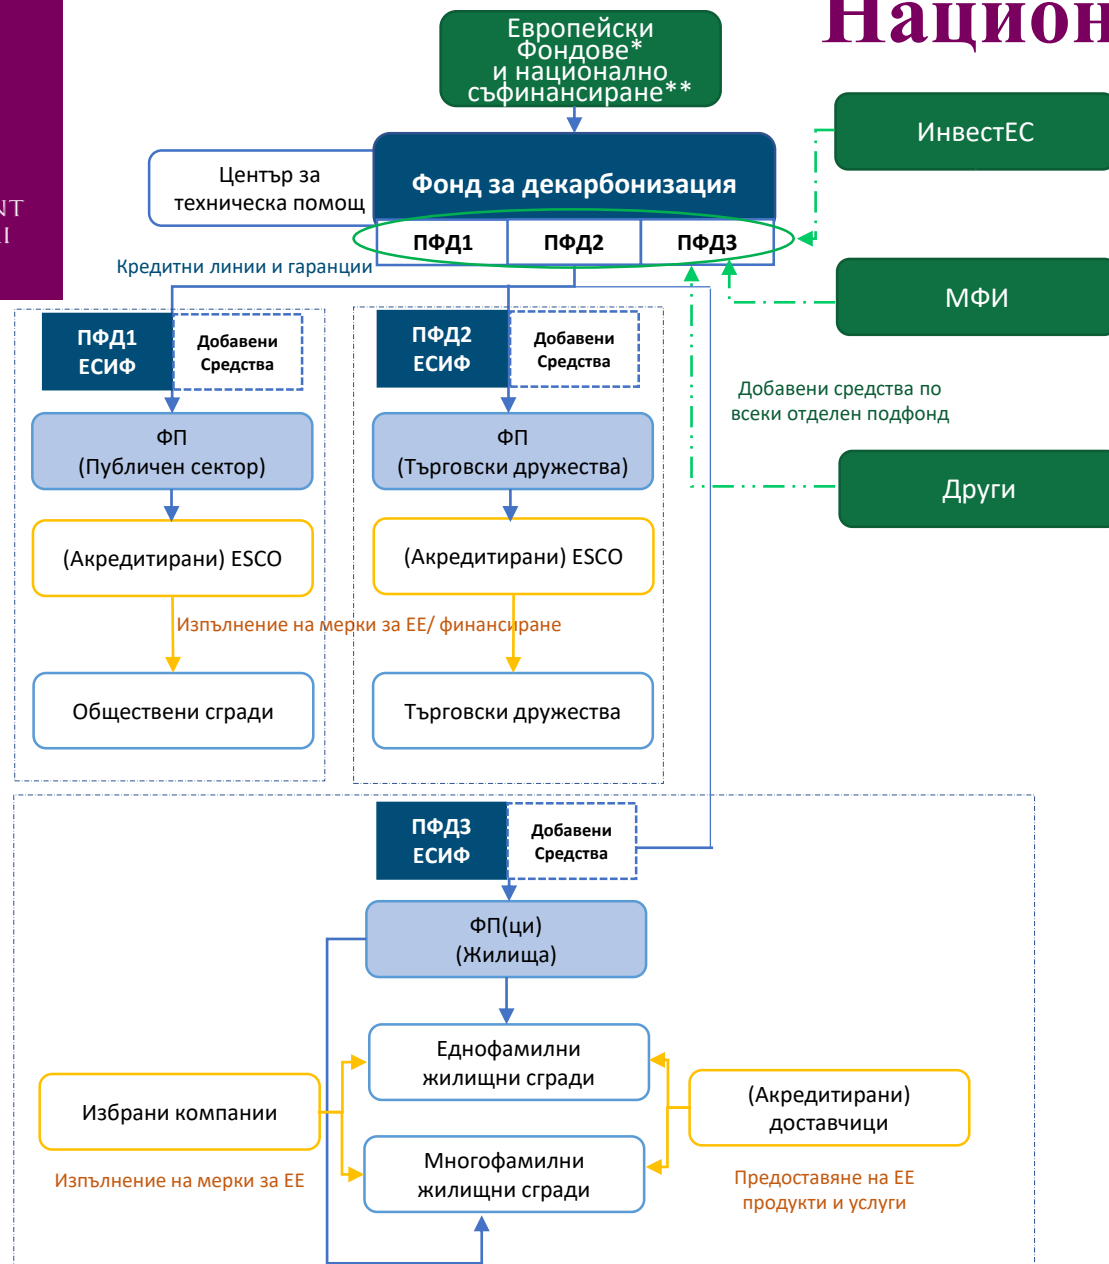 Национ
Европейски
Фондове*
и национално
съфинансиране**
ИнвестЕС
NT
Център за
техническа помощ
Фонд за декарбонизация
ПФД1
ПФД2
ПФД3
Кредитни линии и гаранции
МФИ
ПФД1
ЕСИФ
Добавени
Средства
ПФД2
ЕСИФ
Добавени
Средства
Добавени средства по
всеки отделен подфонд
ФП
(Публичен сектор)
ФП
(Търговски дружества)
Други
(Акредитирани) ESCO
(Акредитирани) ESCO
Изпълнение на мерки за ЕЕ/ финансиране
Обществени сгради
Търговски дружества
ПФД3
ЕСИФ
Добавени
Средства
ФП(ци)
(Жилища)
Еднофамилни
жилищни сгради
Избрани компании
(Акредитирани)
доставчици
Многофамилни
жилищни сгради
Изпълнение на мерки за ЕЕ
Предоставяне на ЕЕ
продукти и услуги